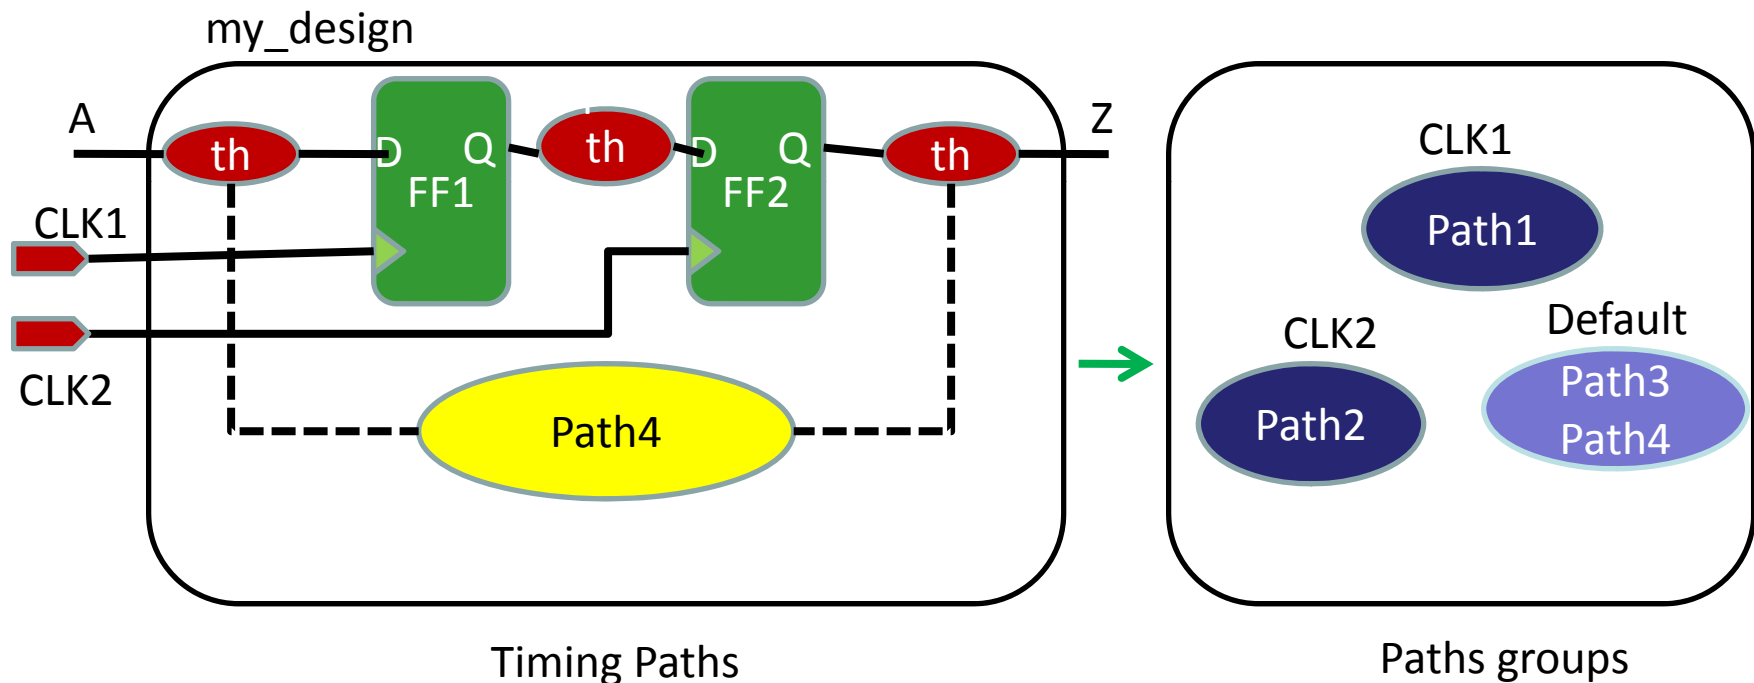 my_design
A
th
D
Q
FF1
th
D
Q
FF2
th
Z
CLK1
CLK2
Path4
Timing Paths
CLK1
Path1
CLK2
Path2
Default
Path3
Path4
Paths groups